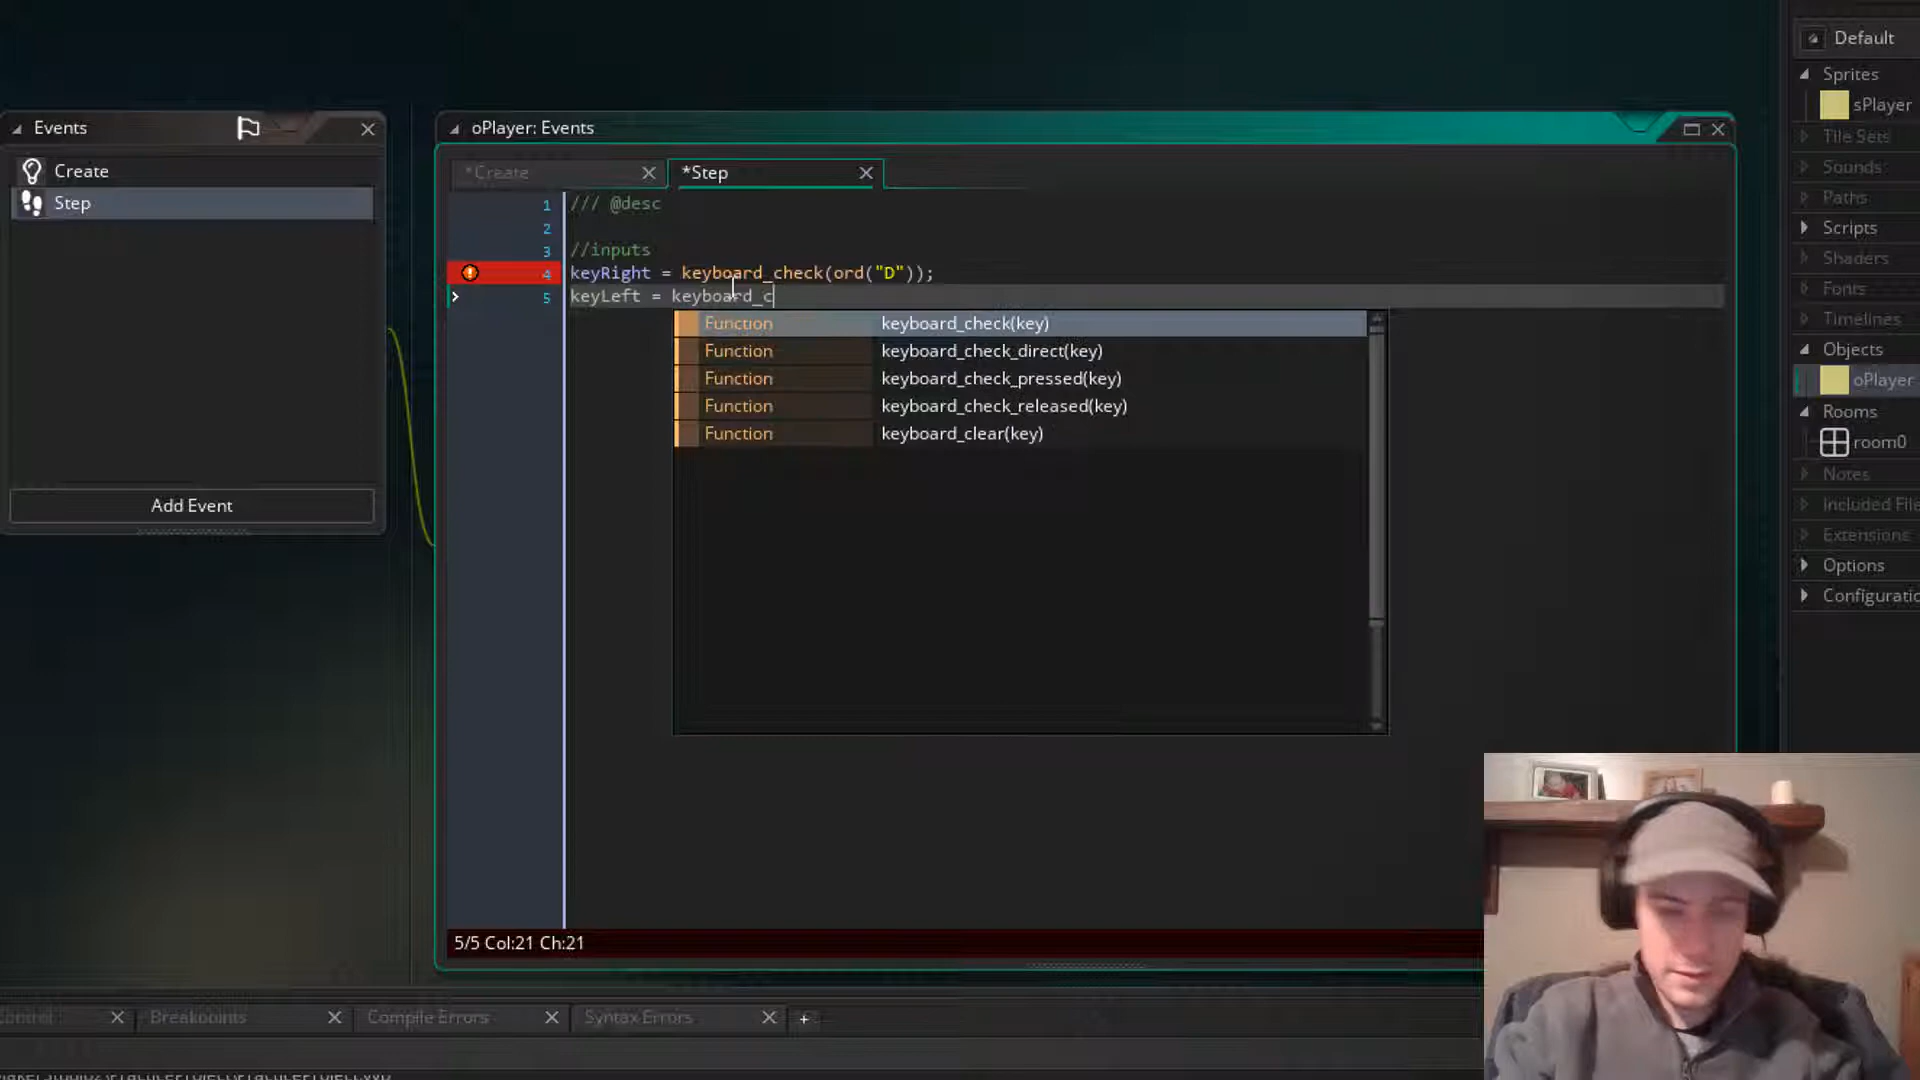 Default
Sprites
sPlayer
Tile Sets
Sounds
Paths
Scripts
Shaders
Fonts
Timelines
Objects
oPlayer
Rooms
room0
Notes
Included File
Extensions
Options
Configuratio
Events
Create
Step
Add Event
oPlayer: Events
*Create
*Step
1 /// @desc
2
3 //inputs
4 keyRight = keyboard_check(ord("D"));
5 keyLeft = keyboard_c
Function keyboard_check(key)
Function keyboard_check_direct(key)
Function keyboard_check_pressed(key)
Function keyboard_check_released(key)
Function keyboard_clear(key)
5/5 Col:21 Ch:21
Breakpoints
Compile Errors
Syntax Errors
+